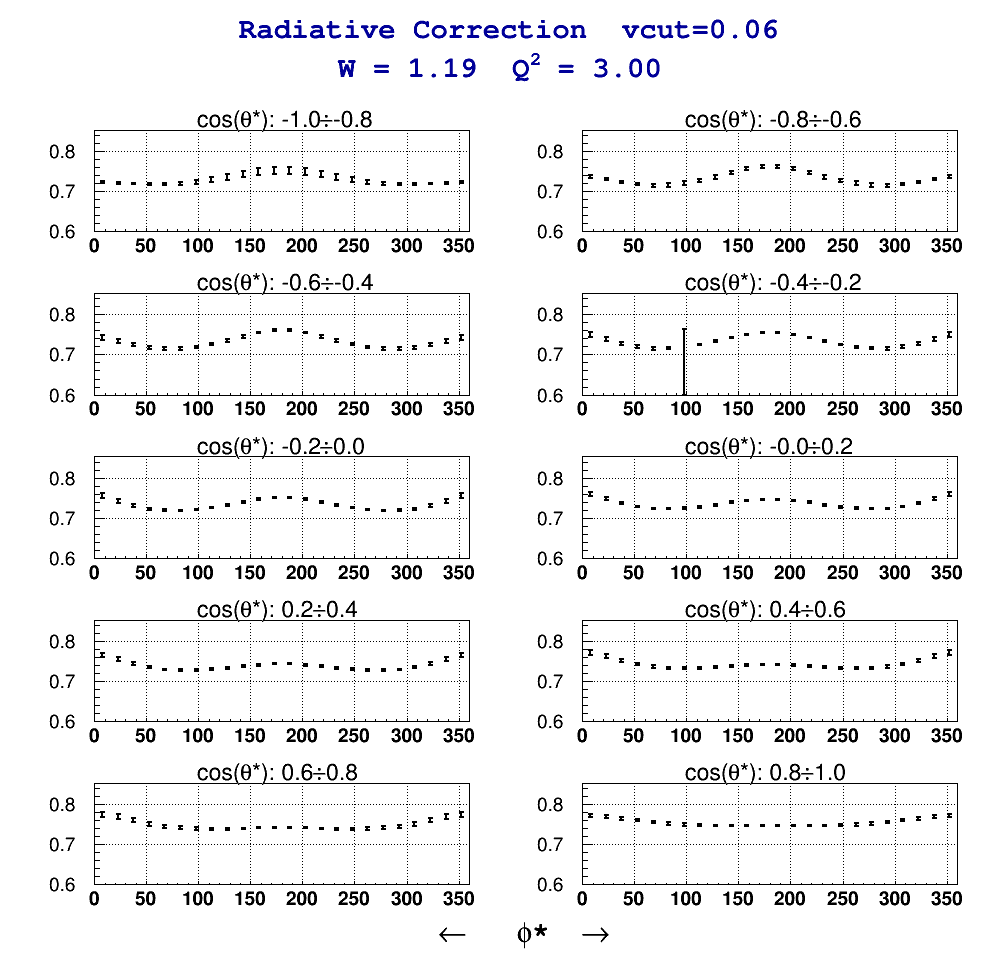 Radiative Correction vcut=0.06
W = 1.19 Q² = 3.00
cos(θ*): -1.0÷-0.8
0.8
0.7
0.6
0 50 100 150 200 250 300 350
cos(θ*): -0.8÷-0.6
0.8
0.7
0.6
0 50 100 150 200 250 300 350
cos(θ*): -0.6÷-0.4
0.8
0.7
0.6
0 50 100 150 200 250 300 350
cos(θ*): -0.4÷-0.2
0.8
0.7
0.6
0 50 100 150 200 250 300 350
cos(θ*): -0.2÷0.0
0.8
0.7
0.6
0 50 100 150 200 250 300 350
cos(θ*): -0.0÷0.2
0.8
0.7
0.6
0 50 100 150 200 250 300 350
cos(θ*): 0.2÷0.4
0.8
0.7
0.6
0 50 100 150 200 250 300 350
cos(θ*): 0.4÷0.6
0.8
0.7
0.6
0 50 100 150 200 250 300 350
cos(θ*): 0.6÷0.8
0.8
0.7
0.6
0 50 100 150 200 250 300 350
cos(θ*): 0.8÷1.0
0.8
0.7
0.6
0 50 100 150 200 250 300 350
← ϕ* →